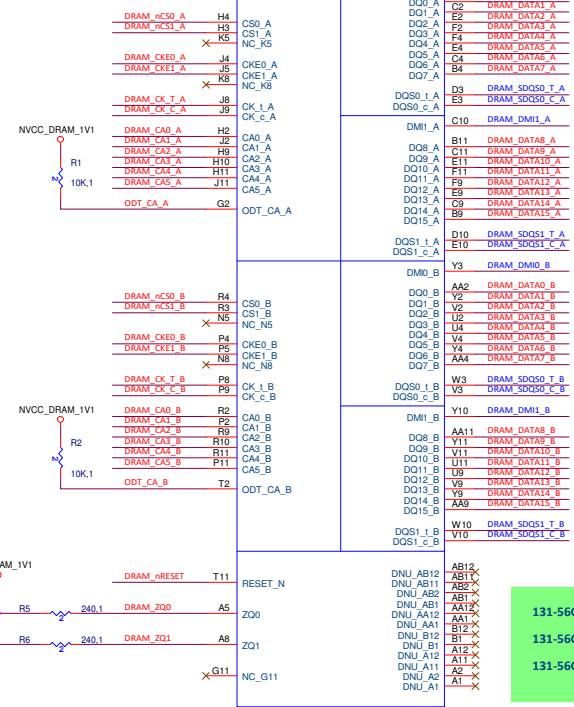 DQ0_A
DQ1_A C2 DRAM_DATA1_A
DRAM_nCS0_A H4 CS0_A DQ2_A E2 DRAM_DATA2_A
DRAM_nCS1_A H3 CS1_A DQ3_A F2 DRAM_DATA3_A
K5 NC_K5 DQ4_A F4 DRAM_DATA4_A
DQ5_A E4 DRAM_DATA5_A
DRAM_CKE0_A J4 CKE0_A DQ6_A C4 DRAM_DATA6_A
DRAM_CKE1_A J5 CKE1_A DQ7_A B4 DRAM_DATA7_A
K8 NC_K8
DQS0_t_A D3 DRAM_SDQS0_T_A
DRAM_CK_T_A J8 CK_t_A DQS0_c_A E3 DRAM_SDQS0_C_A
DRAM_CK_C_A J9 CK_c_A
DMI1_A C10 DRAM_DMI1_A
NVCC_DRAM_1V1
DRAM_CA0_A H2 CA0_A
DRAM_CA1_A J2 CA1_A DQ8_A B11 DRAM_DATA8_A
DRAM_CA2_A H9 CA2_A DQ9_A C11 DRAM_DATA9_A
R1 DRAM_CA3_A H10 CA3_A DQ10_A E11 DRAM_DATA10_A
DRAM_CA4_A H11 CA4_A DQ11_A F11 DRAM_DATA11_A
2 10K,1 DRAM_CA5_A J11 CA5_A DQ12_A F9 DRAM_DATA12_A
DQ13_A E9 DRAM_DATA13_A
ODT_CA_A G2 ODT_CA_A DQ14_A C9 DRAM_DATA14_A
DQ15_A B9 DRAM_DATA15_A
DQS1_t_A D10 DRAM_SDQS1_T_A
DQS1_c_A E10 DRAM_SDQS1_C_A
DMI0_B Y3 DRAM_DMI0_B
DQ0_B AA2 DRAM_DATA0_B
DRAM_nCS0_B R4 CS0_B DQ1_B Y2 DRAM_DATA1_B
DRAM_nCS1_B R3 CS1_B DQ2_B V2 DRAM_DATA2_B
N5 NC_N5 DQ3_B U2 DRAM_DATA3_B
DQ4_B U4 DRAM_DATA4_B
DRAM_CKE0_B P4 CKE0_B DQ5_B V4 DRAM_DATA5_B
DRAM_CKE1_B P5 CKE1_B DQ6_B Y4 DRAM_DATA6_B
N8 NC_N8 DQ7_B AA4 DRAM_DATA7_B
DRAM_CK_T_B P8 CK_t_B DQS0_t_B W3 DRAM_SDQS0_T_B
DRAM_CK_C_B P9 CK_c_B DQS0_c_B V3 DRAM_SDQS0_C_B
NVCC_DRAM_1V1
DRAM_CA0_B R2 CA0_B DMI1_B Y10 DRAM_DMI1_B
DRAM_CA1_B P2 CA1_B
DRAM_CA2_B R9 CA2_B DQ8_B AA11 DRAM_DATA8_B
R2 DRAM_CA3_B R10 CA3_B DQ9_B Y11 DRAM_DATA9_B
DRAM_CA4_B R11 CA4_B DQ10_B V11 DRAM_DATA10_B
DRAM_CA5_B P11 CA5_B DQ11_B U11 DRAM_DATA11_B
2 10K,1 DQ12_B U9 DRAM_DATA12_B
ODT_CA_B T2 ODT_CA_B DQ13_B V9 DRAM_DATA13_B
DQ14_B Y9 DRAM_DATA14_B
DQ15_B AA9 DRAM_DATA15_B
DQS1_t_B W10 DRAM_SDQS1_T_B
DQS1_c_B V10 DRAM_SDQS1_C_B
AM_1V1
DRAM_nRESET T11 RESET_N DNU_AB12 AB12
DNU_AB11 AB11
DNU_AB2 AB2
R5 2 240,1 DRAM_ZQ0 A5 ZQ0 DNU_AB1 AB1
DNU_AA12 AA12
DNU_AA1 AA1
DNU_B12 B12
R6 2 240,1 DRAM_ZQ1 A8 ZQ1 DNU_B1 B1
DNU_A12 A12
DNU_A11 A11
G11 NC_G11 DNU_A2 A2
DNU_A1 A1
131-56
131-56
131-56